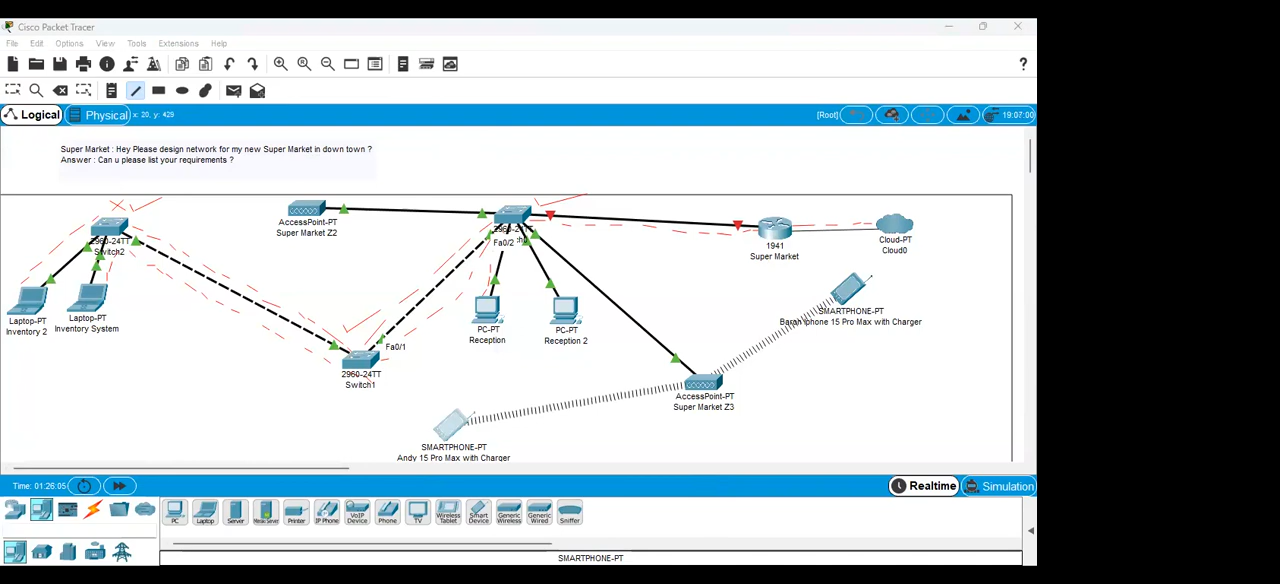 Cisco Packet Tracer
File Edit Options View Tools Extensions Help
?
Logical Physical x: 20, y: 429 [Root] 19:07:00
Super Market : Hey Please design network for my new Super Market in down town ?
Answer : Can u please list your requirements ?
AccessPoint-PT
Super Market Z2
2960-24TT
Switch2
2960-24TT
Fa0/2
1941
Super Market
Cloud-PT
Cloud0
Laptop-PT
Inventory 2
Laptop-PT
Inventory System
PC-PT
Reception
PC-PT
Reception 2
SMARTPHONE-PT
15 Pro Max with Charger
Fa0/1
2960-24TT
Switch1
AccessPoint-PT
Super Market Z3
SMARTPHONE-PT
Andy 15 Pro Max with Charger
Time: 01:26:05 Realtime Simulation
PC Laptop Server Printer IP Phone VoIP Device Phone TV Wireless Tablet Smart Device Generic Wireless Generic Wired Sniffer
SMARTPHONE-PT